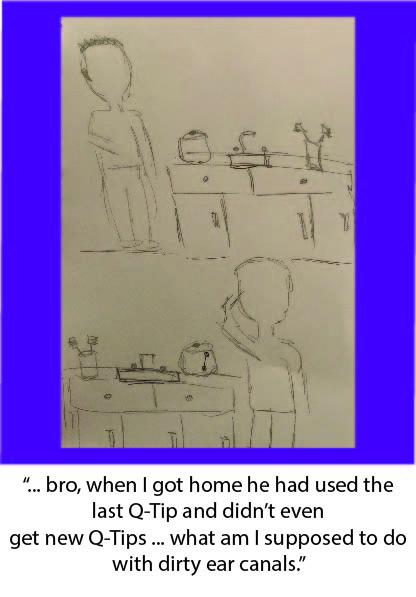 “... bro, when I got home he had used the
last Q-Tip and didn’t even
get new Q-Tips ... what am I supposed to do
with dirty ear canals.”